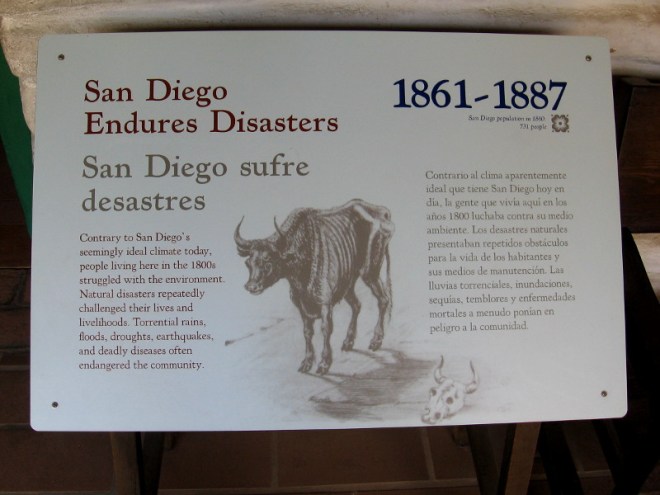 San Diego
Endures Disasters
San Diego sufre
desastres
Contrary to San Diego's
seemingly ideal climate today,
people living here in the 1800s
struggled with the environment.
Natural disasters repeatedly
challenged their lives and
livelihoods. Torrential rains,
floods, droughts, earthquakes,
and deadly diseases often
endangered the community.
1861-1887
San Diego population in 1860:
731 people
Contrario al clima aparentemente
ideal que tiene San Diego hoy en
día, la gente que vivía aquí en los
años 1800 luchaba contra su medio
ambiente. Los desastres naturales
presentaban repetidos obstáculos
para la vida de los habitantes y
sus medios de manutención. Las
lluvias torrenciales, inundaciones,
sequías, temblores y enfermedades
mortales a menudo ponían en
peligro a la comunidad.